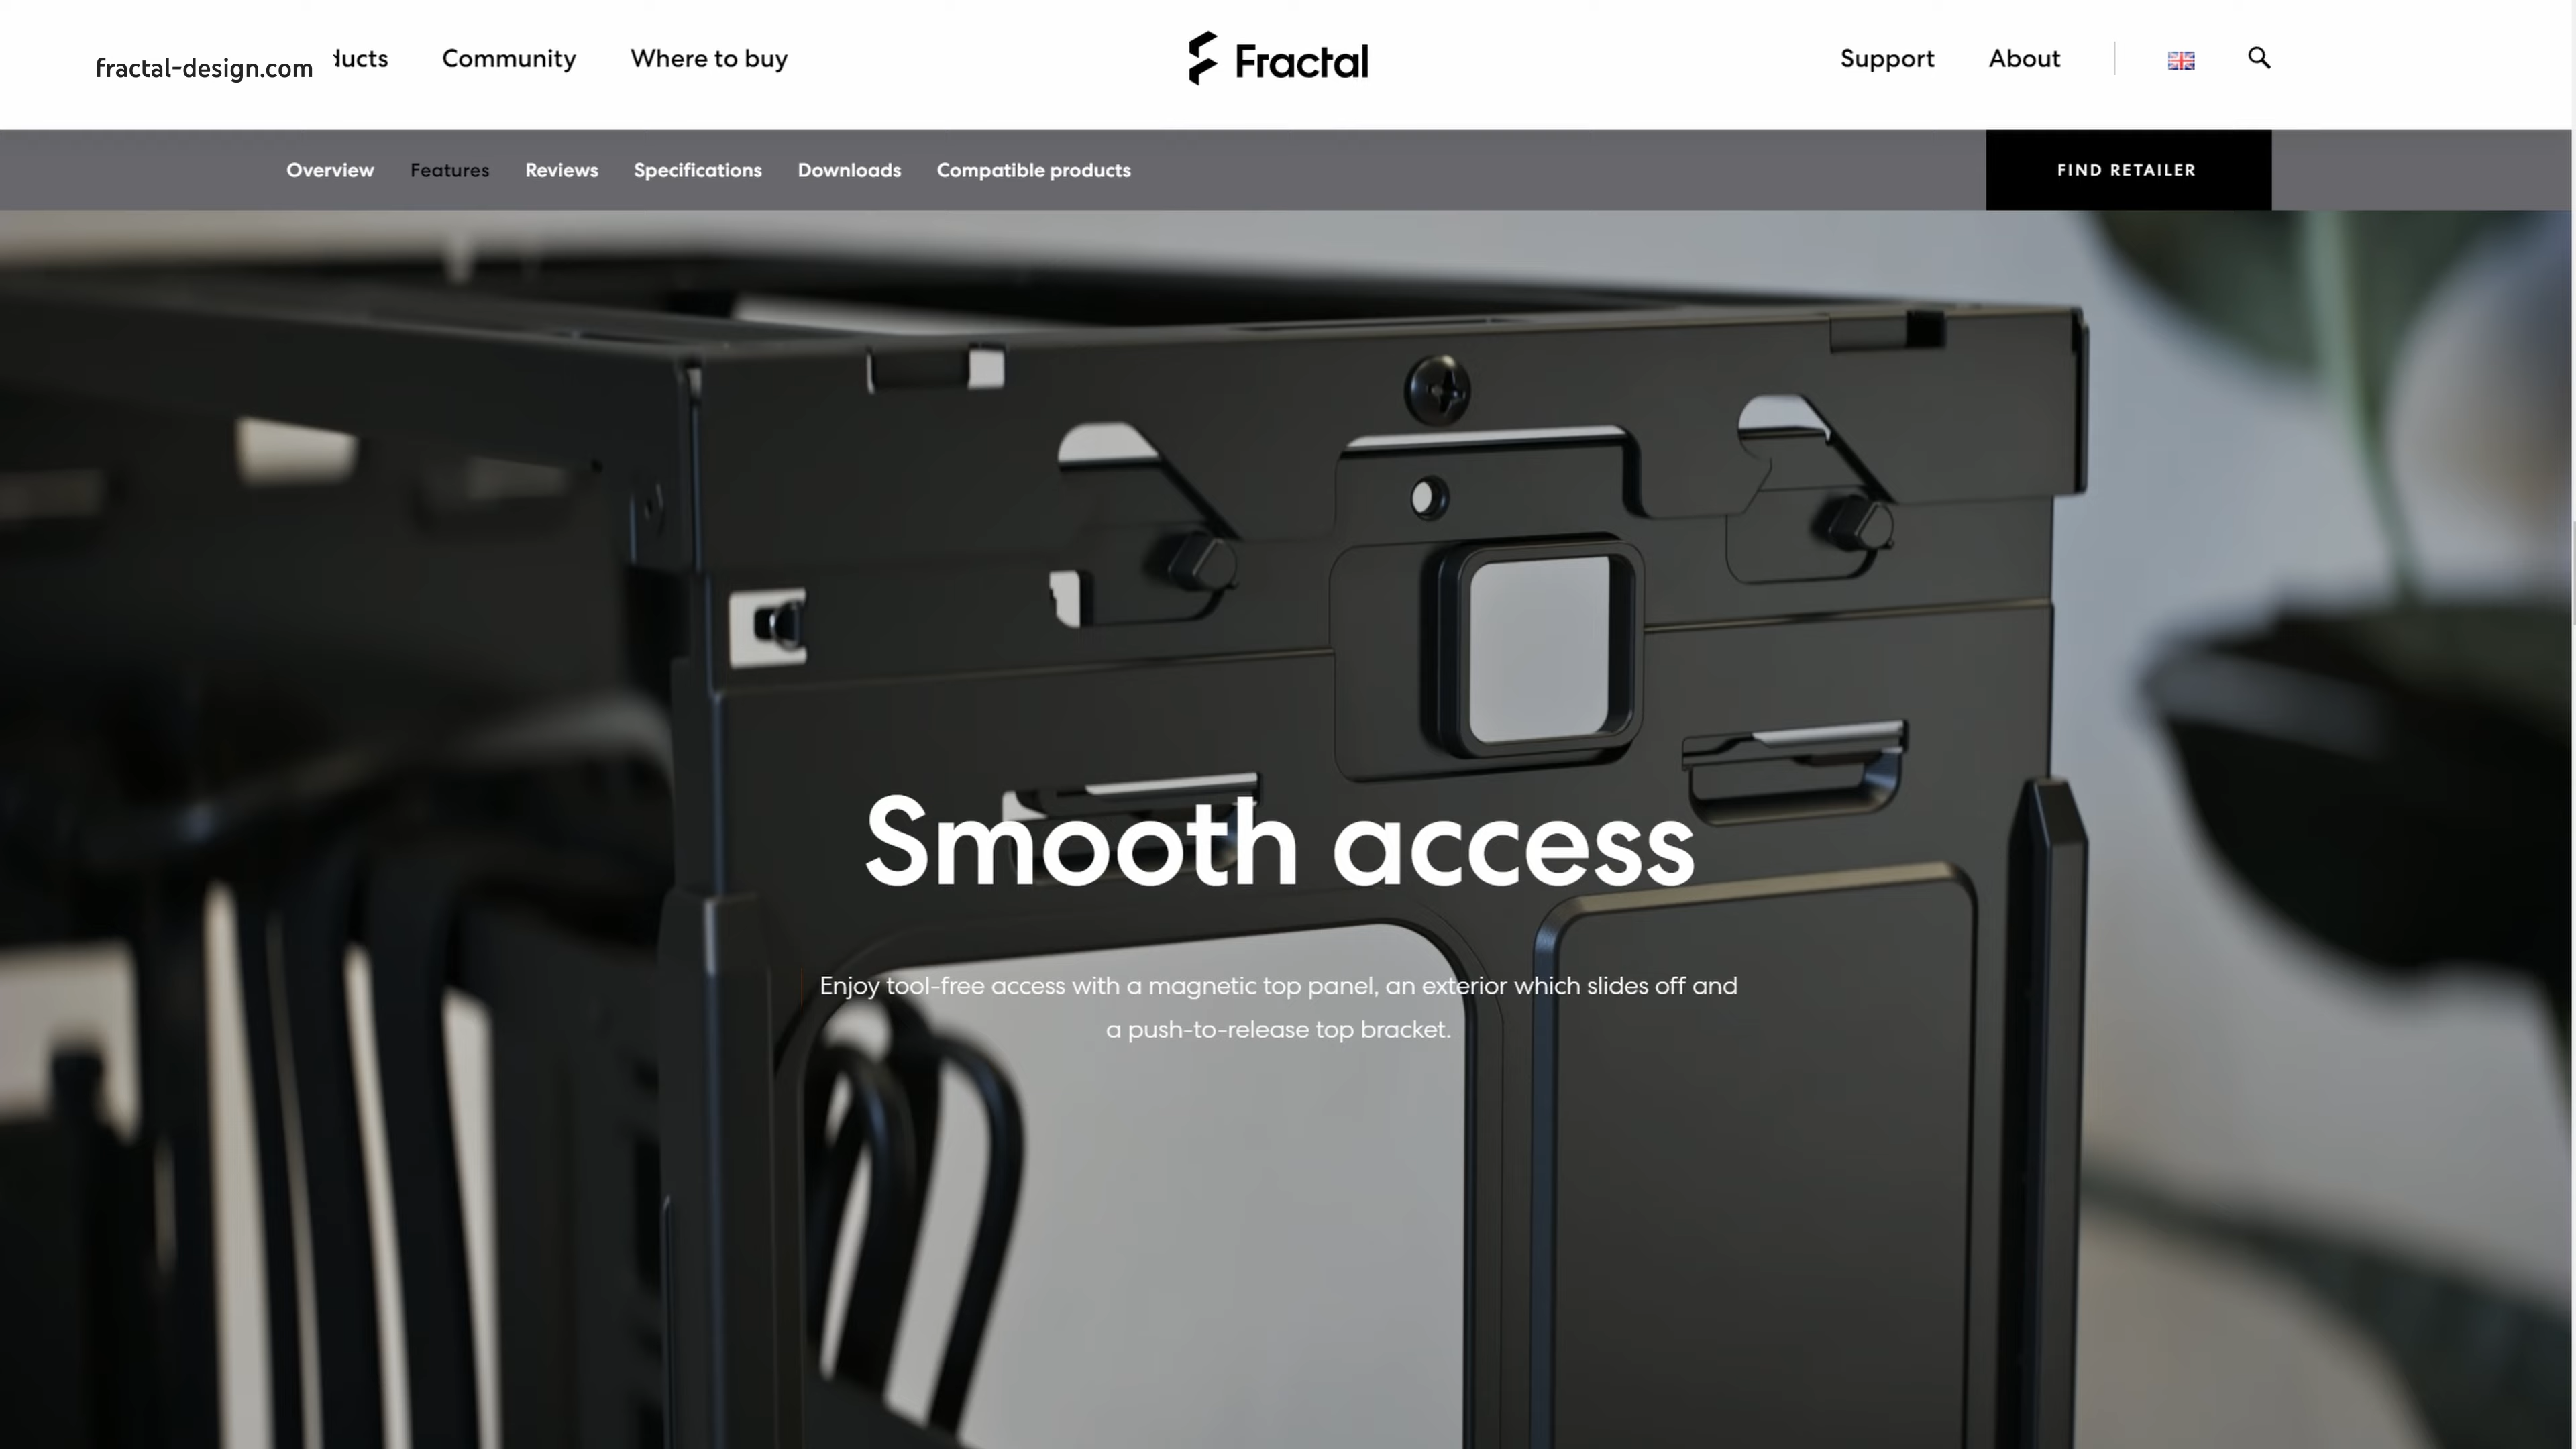 fractal-design.com
ducts Community Where to buy
Fractal
Support About
Overview Features Reviews Specifications Downloads Compatible products
FIND RETAILER
Smooth access
Enjoy tool-free access with a magnetic top panel, an exterior which slides off and
a push-to-release top bracket.